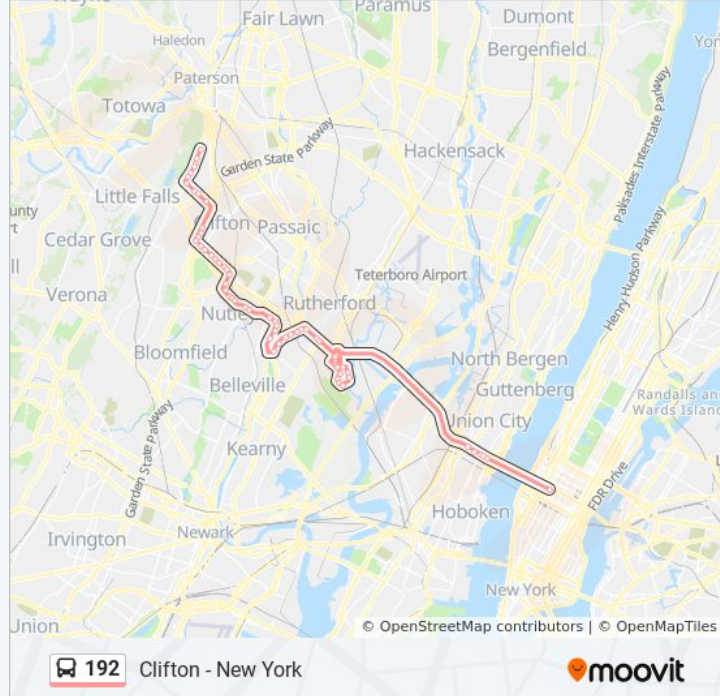 Paramus
Fair Lawn
Dumont
Haledon
Bergenfield
Paterson
Totowa
Palisades Interstate Parkway
Garden State Parkway
Hackensack
Little Falls
Clifton
Passaic
Cedar Grove
Henry Hudson Parkway
Teterboro Airport
Verona
Rutherford
Nutley
Bloomfield
North Bergen
Belleville
Guttenberg
Randalls and
Wards Island
Union City
Garden State Parkway
Kearny
FDR Drive
Hoboken
Newark
Irvington
New York
Union
© OpenStreetMap contributors | © OpenMapTiles
192 Clifton - New York
moovit